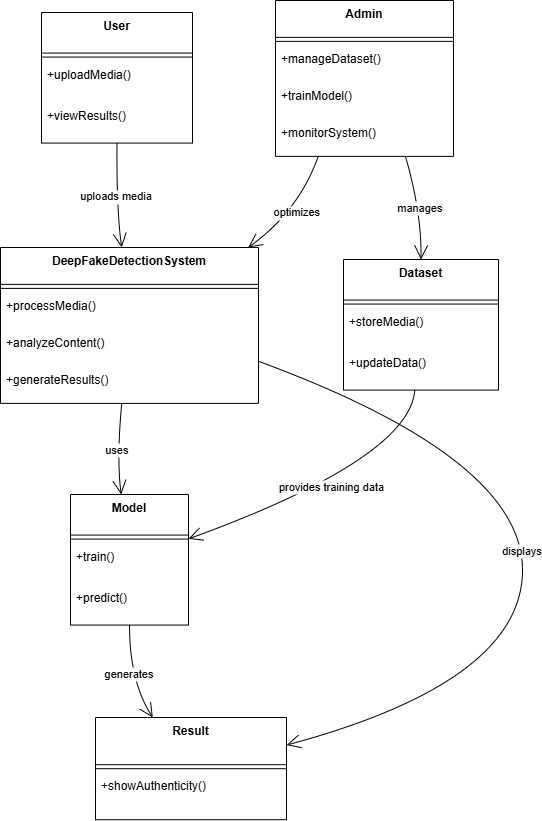 User
+uploadMedia()
+viewResults()
Admin
+manageDataset()
+trainModel()
+monitorSystem()
uploads media
optimizes
manages
DeepFakeDetectionSystem
+processMedia()
+analyzeContent()
+generateResults()
Dataset
+storeMedia()
+updateData()
uses
provides training data
displays
Model
+train()
+predict()
generates
Result
+showAuthenticity()